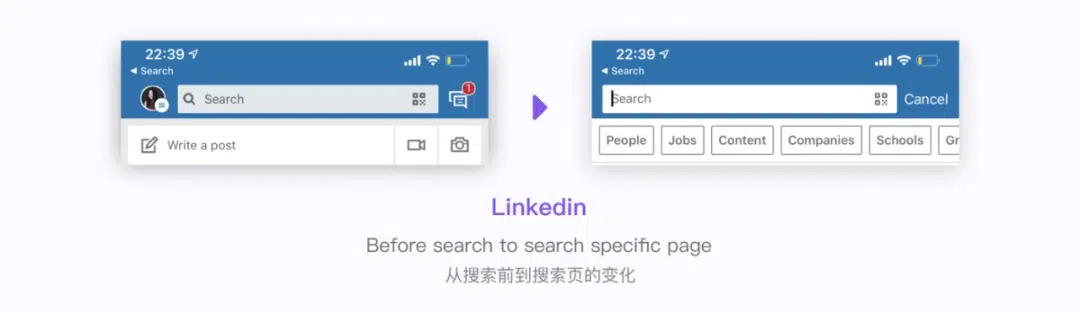 22:39
Search
Search
1
Write a post
22:39
Search
Search
Cancel
People Jobs Content Companies Schools Gr
Linkedin
Before search to search specific page
从搜索前到搜索页的变化